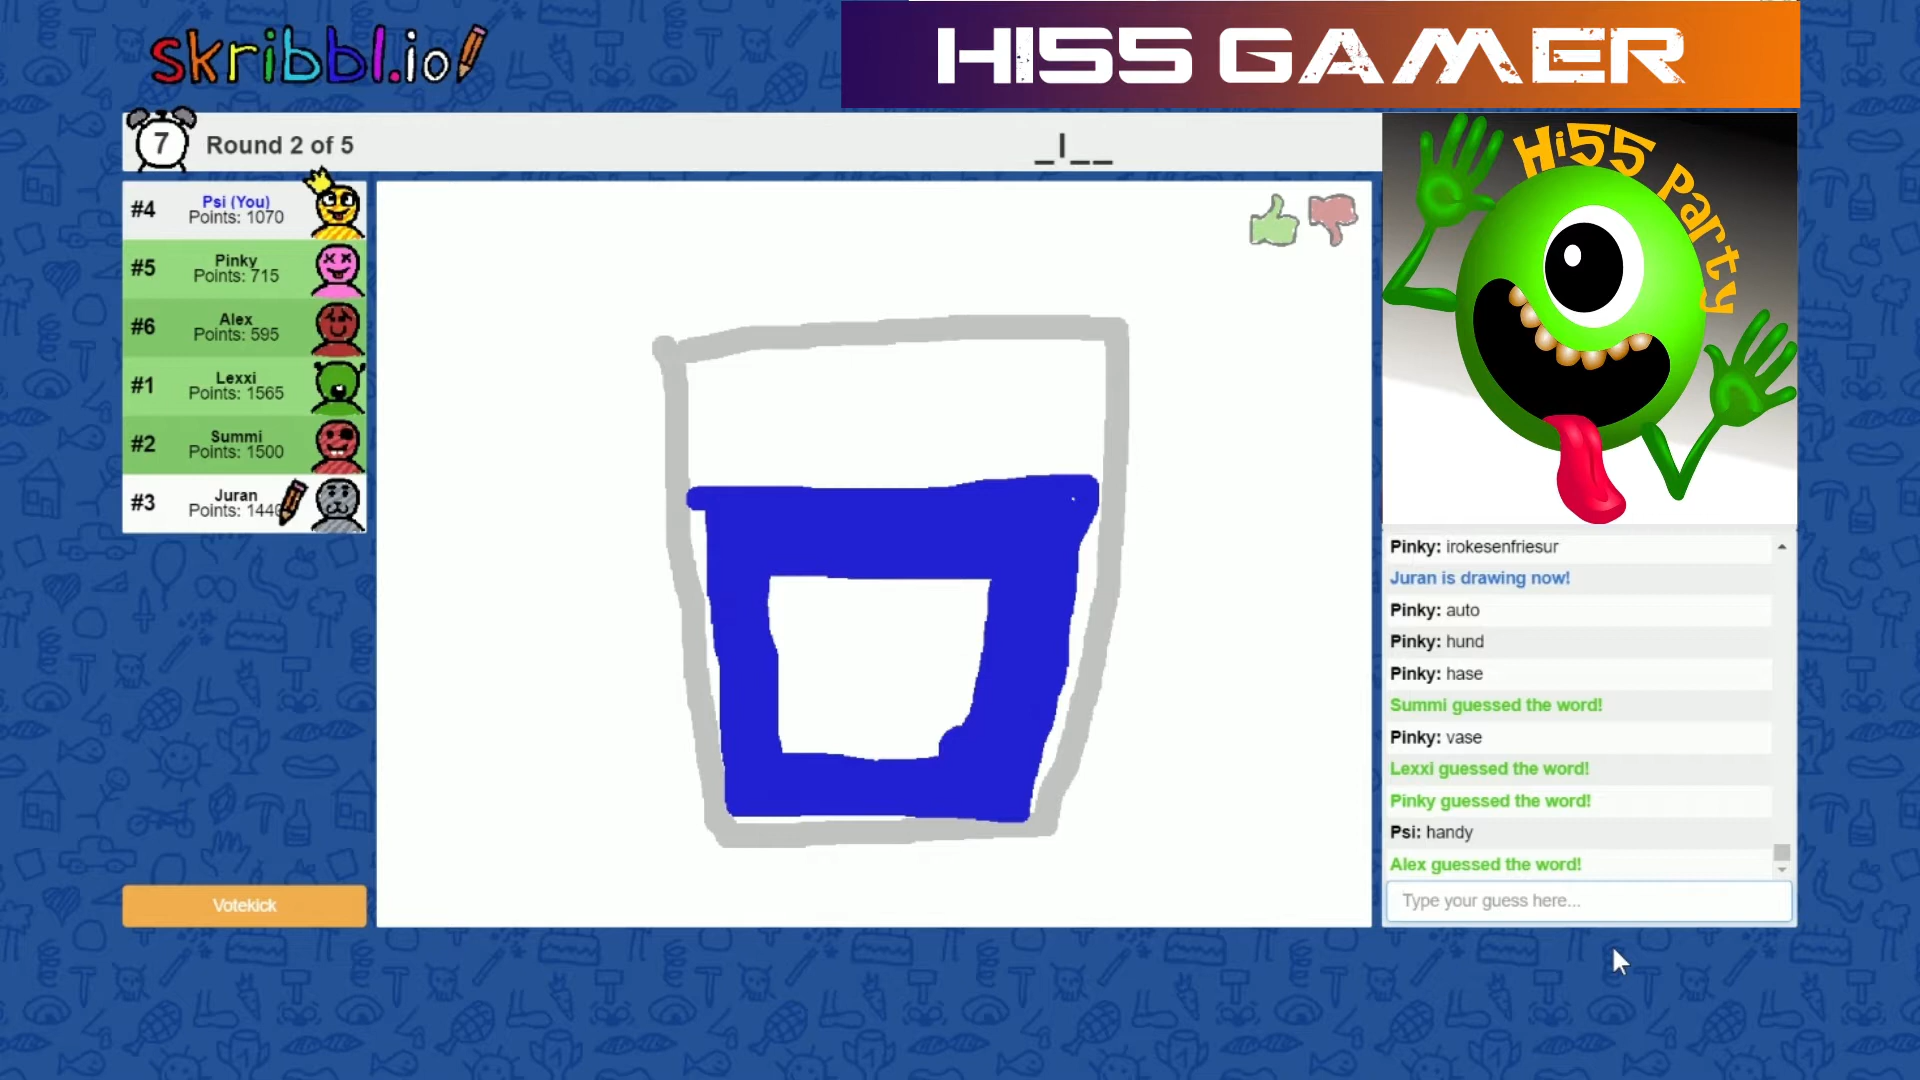 skribbl.io
HI55 GAMER
7
Round 2 of 5
_l__
#4
Psi (You)
Points: 1070
#5
Pinky
Points: 715
#6
Alex
Points: 595
#1
Lexxi
Points: 1565
#2
Summi
Points: 1500
#3
Juran
Points: 1440
Votekick
Hi55 Party
Pinky: irokesenfriesur
Juran is drawing now!
Pinky: auto
Pinky: hund
Pinky: hase
Summi guessed the word!
Pinky: vase
Lexxi guessed the word!
Pinky guessed the word!
Psi: handy
Alex guessed the word!
Type your guess here...